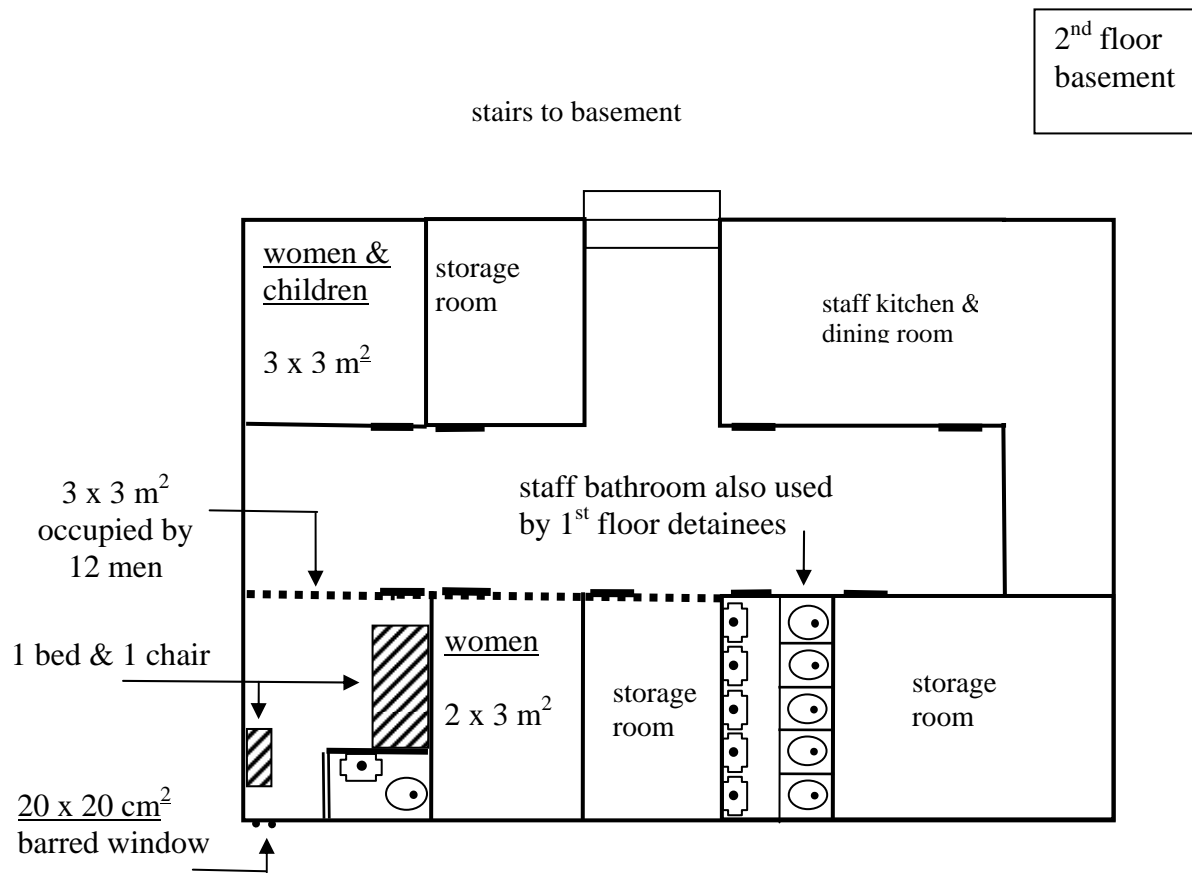 2nd floor
basement
stairs to basement
women &
children
3 x 3 m2
storage
room
staff kitchen &
dining room
3 x 3 m2
occupied by
12 men
staff bathroom also used
by 1st floor detainees
1 bed & 1 chair
women
2 x 3 m2
storage
room
storage
room
20 x 20 cm2
barred window